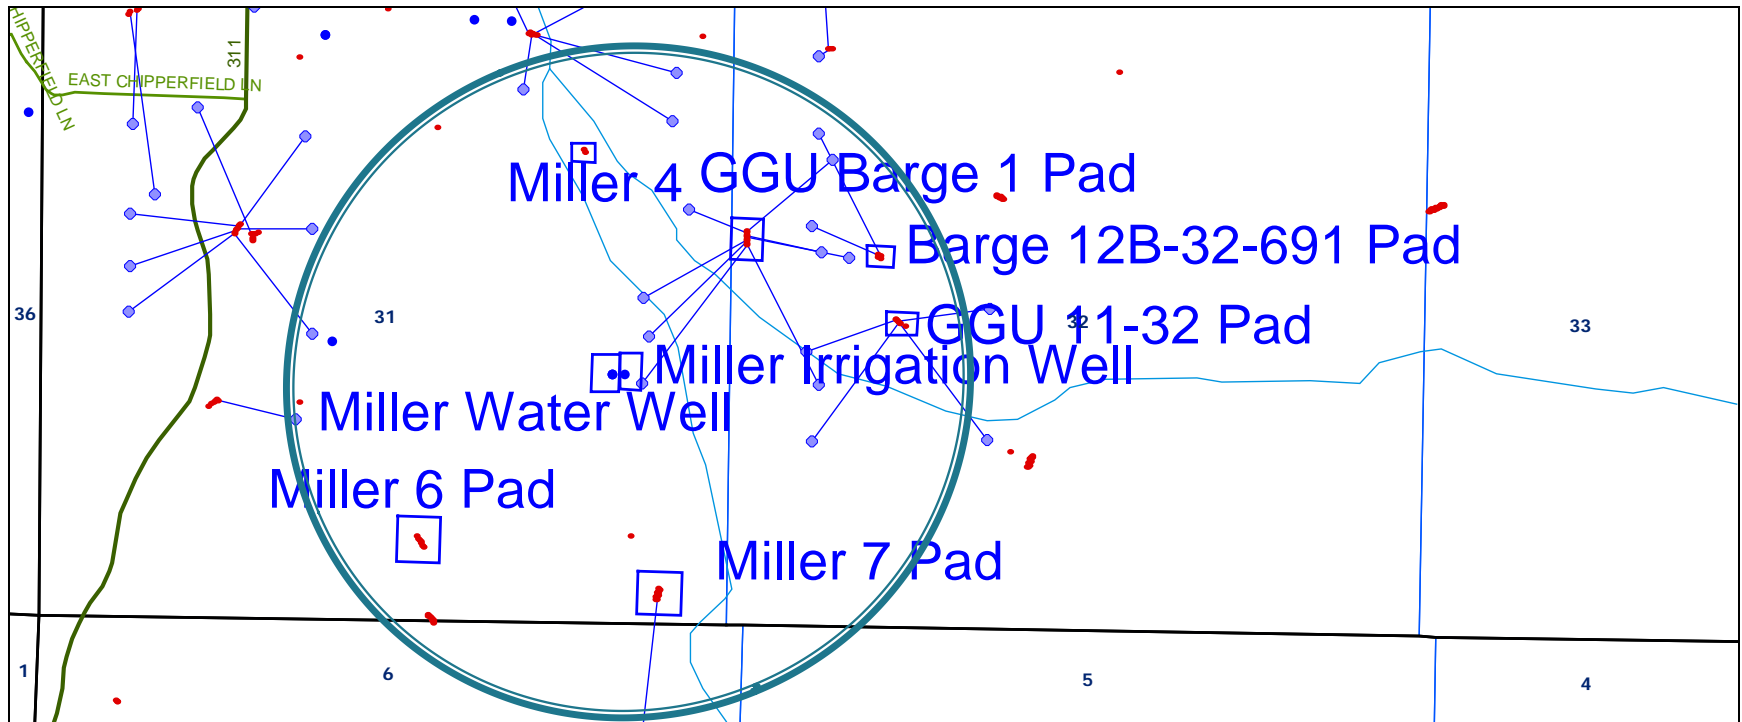 HIPPERFIELD LN
311
EAST CHIPPERFIELD LN
Miller 4
GGU Barge 1 Pad
Barge 12B-32-691 Pad
36
31
GGU 11-32 Pad
32
33
Miller Irrigation Well
Miller Water Well
Miller 6 Pad
Miller 7 Pad
1
6
5
4